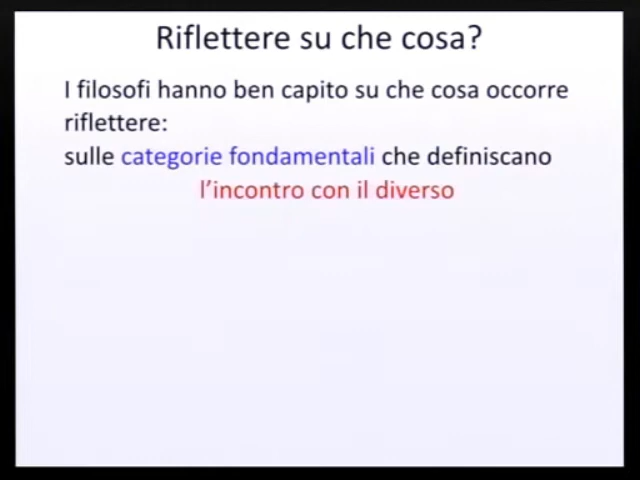 Riflettere su che cosa?
I filosofi hanno ben capito su che cosa occorre
riflettere:
sulle categorie fondamentali che definiscano
l’incontro con il diverso